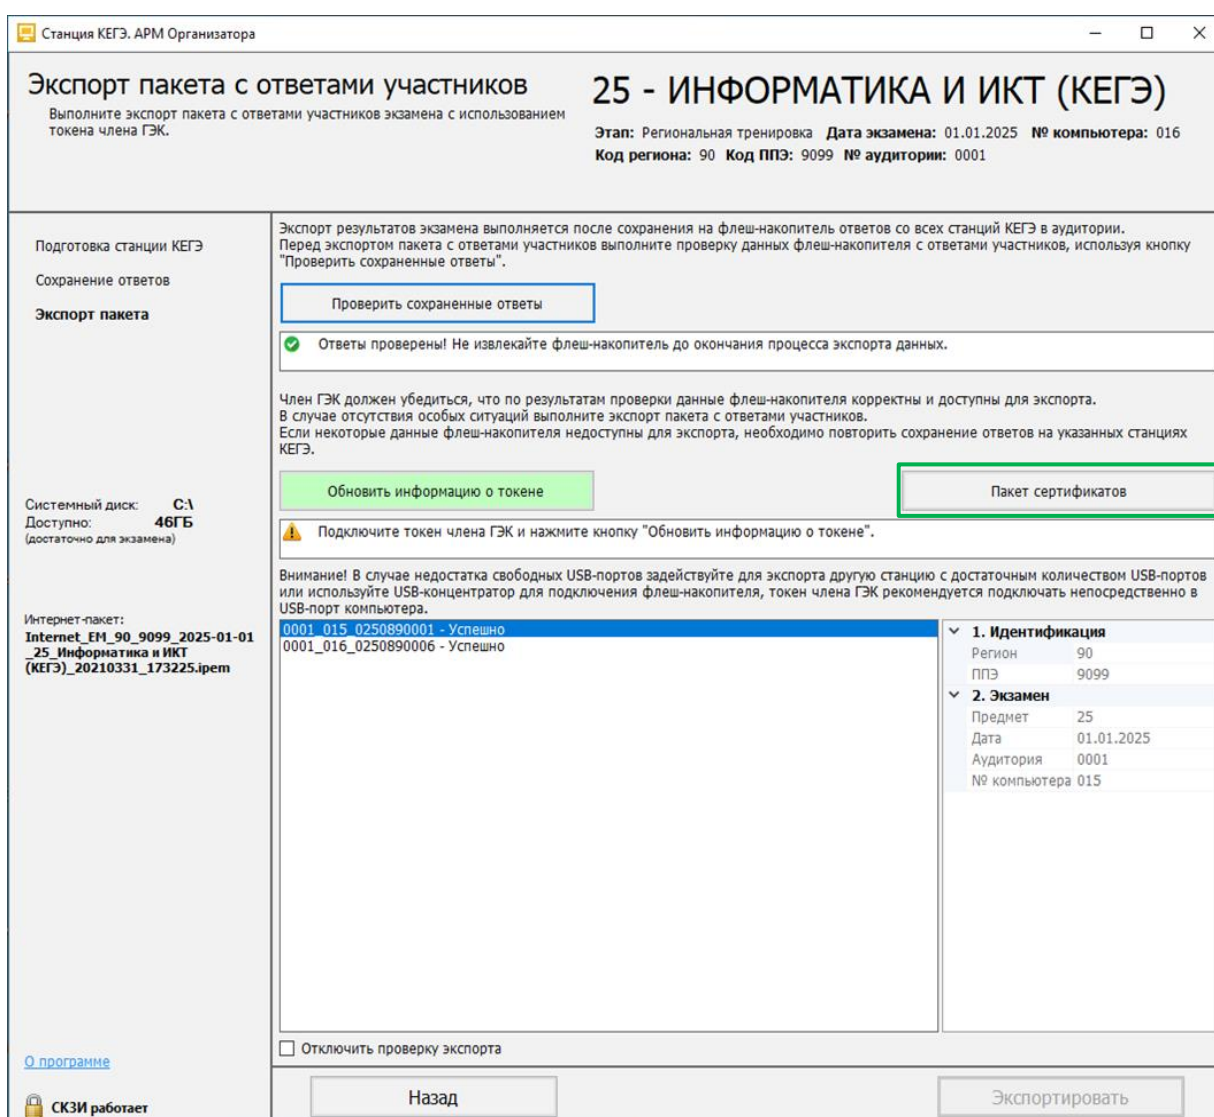 Станция КЕГЭ. АРМ Организатора
Экспорт пакета с ответами участников
Выполните экспорт пакета с ответами участников экзамена с использованием
токена члена ГЭК.
25 - ИНФОРМАТИКА И ИКТ (КЕГЭ)
Этап: Региональная тренировка Дата экзамена: 01.01.2025 № компьютера: 016
Код региона: 90 Код ППЭ: 9099 № аудитории: 0001
Подготовка станции КЕГЭ
Сохранение ответов
Экспорт пакета
Системный диск: C:\
Доступно: 46ГБ
(достаточно для экзамена)
Интернет-пакет:
Internet_EM_90_9099_2025-01-01
_25_Информатика и ИКТ
(КЕГЭ)_20210331_173225.ipem
О программе
СКЗИ работает
Экспорт результатов экзамена выполняется после сохранения на флеш-накопитель ответов со всех станций КЕГЭ в аудитории.
Перед экспортом пакета с ответами участников выполните проверку данных флеш-накопителя с ответами участников, используя кнопку
"Проверить сохраненные ответы".
Проверить сохраненные ответы
Ответы проверены! Не извлекайте флеш-накопитель до окончания процесса экспорта данных.
Член ГЭК должен убедиться, что по результатам проверки данные флеш-накопителя корректны и доступны для экспорта.
В случае отсутствия особых ситуаций выполните экспорт пакета с ответами участников.
Если некоторые данные флеш-накопителя недоступны для экспорта, необходимо повторить сохранение ответов на указанных станциях
КЕГЭ.
Обновить информацию о токене
Пакет сертификатов
Подключите токен члена ГЭК и нажмите кнопку "Обновить информацию о токене".
Внимание! В случае недостатка свободных USB-портов задействуйте для экспорта другую станцию с достаточным количеством USB-портов
или используйте USB-концентратор для подключения флеш-накопителя, токен члена ГЭК рекомендуется подключать непосредственно в
USB-порт компьютера.
0001_015_0250890001 - Успешно
0001_016_0250890006 - Успешно
1. Идентификация
Регион 90
ППЭ 9099
2. Экзамен
Предмет 25
Дата 01.01.2025
Аудитория 0001
№ компьютера 015
Отключить проверку экспорта
Назад
Экспортировать